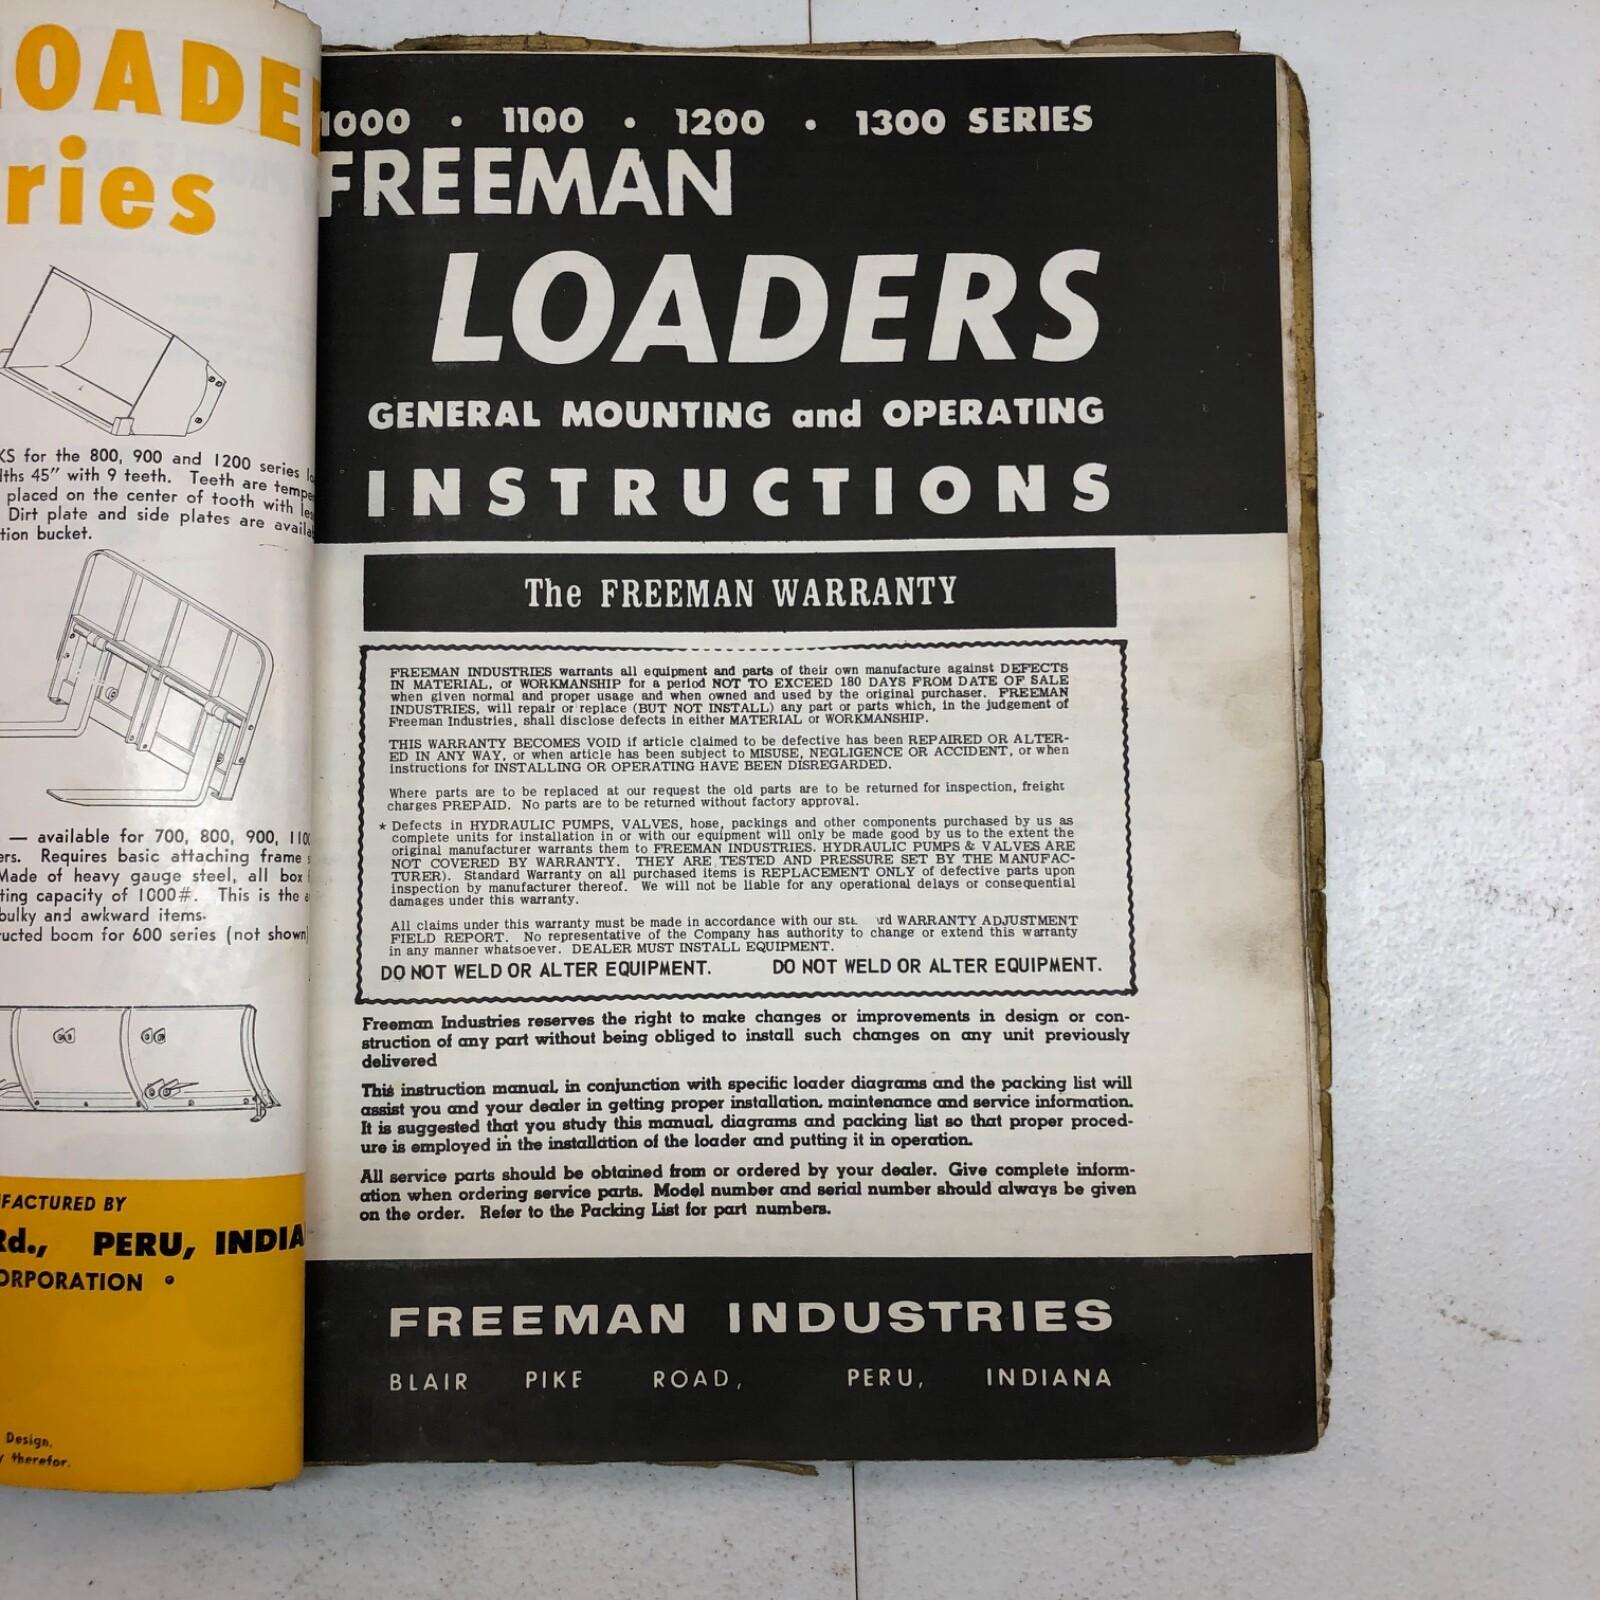 LOADE
ries
KS for the 800, 900 and 1200 series
45" with 9 teeth. Teeth are
placed on the center of tooth with
Dirt plate and side plates are
tion bucket.
— available for 700, 800, 900,
ers. Requires basic attaching frame
Made of heavy gauge steel, all box
ting capacity of 1000#. This is the
bulky and awkward items.
ructed boom for 600 series (not shown)
FACTURED BY
Rd., PERU, INDIA
ORPORATION •
Design,
therefor.
1000 • 1100 • 1200 • 1300 SERIES
FREEMAN
LOADERS
GENERAL MOUNTING and OPERATING
INSTRUCTIONS
The FREEMAN WARRANTY
FREEMAN INDUSTRIES warrants all equipment and parts of their own manufacture against DEFECTS
IN MATERIAL, or WORKMANSHIP for a period NOT TO EXCEED 180 DAYS FROM DATE OF SALE
when given normal and proper usage and when owned and used by the original purchaser. FREEMAN
INDUSTRIES, will repair or replace (BUT NOT INSTALL) any part or parts which, in the judgement of
Freeman Industries, shall disclose defects in either MATERIAL or WORKMANSHIP.
THIS WARRANTY BECOMES VOID if article claimed to be defective has been REPAIRED OR ALTER-
ED IN ANY WAY, or when article has been subject to MISUSE, NEGLIGENCE OR ACCIDENT, or when
instructions for INSTALLING OR OPERATING HAVE BEEN DISREGARDED.
Where parts are to be replaced at our request the old parts are to be returned for inspection, freight
charges PREPAID. No parts are to be returned without factory approval.
* Defects in HYDRAULIC PUMPS, VALVES, hose, packings and other components purchased by us as
complete units for installation in or with our equipment will only be made good by us to the extent the
original manufacturer warrants them to FREEMAN INDUSTRIES. HYDRAULIC PUMPS & VALVES ARE
NOT COVERED BY WARRANTY. THEY ARE TESTED AND PRESSURE SET BY THE MANUFAC-
TURER). Standard Warranty on all purchased items is REPLACEMENT ONLY of defective parts upon
inspection by manufacturer thereof. We will not be liable for any operational delays or consequential
damages under this warranty.
All claims under this warranty must be made in accordance with our sta rd WARRANTY ADJUSTMENT
FIELD REPORT. No representative of the Company has authority to change or extend this warranty
in any manner whatsoever. DEALER MUST INSTALL EQUIPMENT.
DO NOT WELD OR ALTER EQUIPMENT. DO NOT WELD OR ALTER EQUIPMENT.
Freeman Industries reserves the right to make changes or improvements in design or con-
struction of any part without being obliged to install such changes on any unit previously
delivered
This instruction manual, in conjunction with specific loader diagrams and the packing list will
assist you and your dealer in getting proper installation, maintenance and service information.
It is suggested that you study this manual, diagrams and packing list so that proper proced-
ure is employed in the installation of the loader and putting it in operation.
All service parts should be obtained from or ordered by your dealer. Give complete inform-
ation when ordering service parts. Model number and serial number should always be given
on the order. Refer to the Packing List for part numbers.
FREEMAN INDUSTRIES
BLAIR PIKE ROAD, PERU, INDIANA